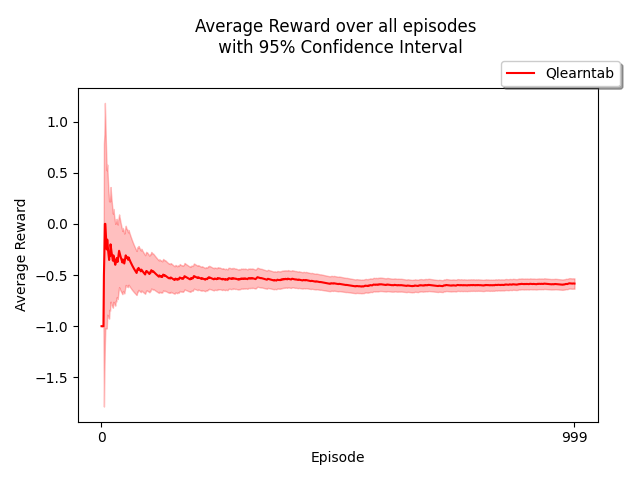 Average Reward over all episodes
with 95% Confidence Interval
Qlearntab
1.0
0.5
0.0
−0.5
−1.0
−1.5
Average Reward
0
999
Episode